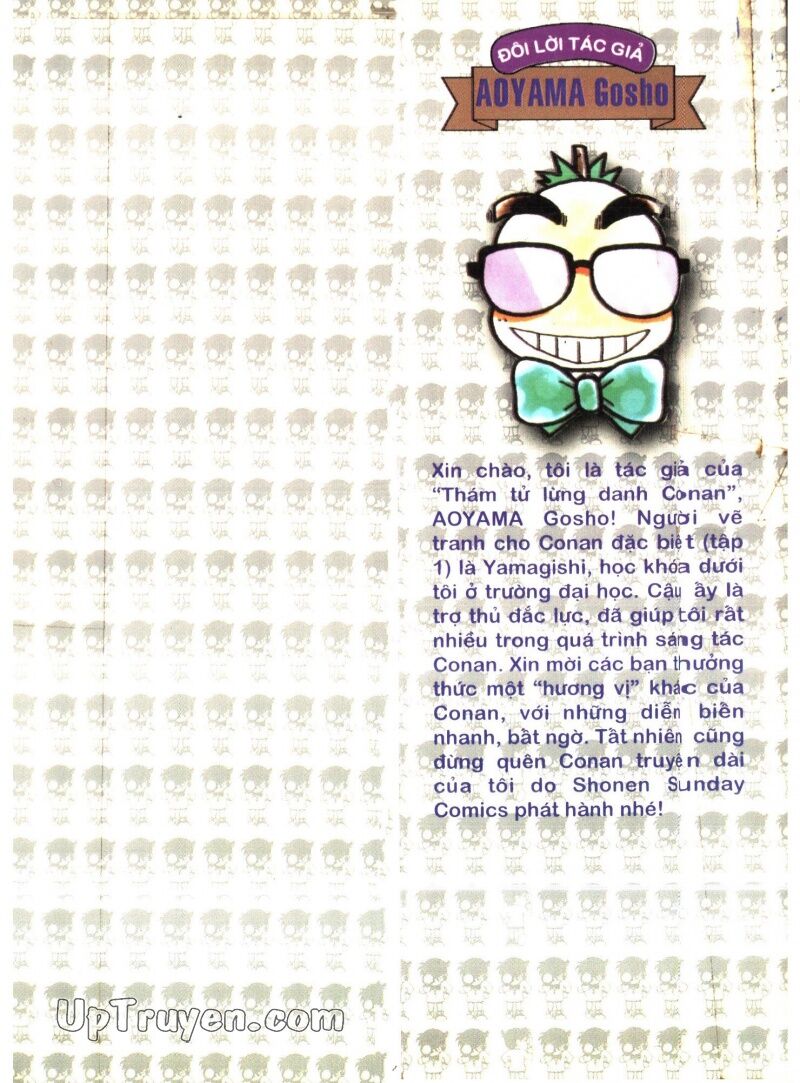 ĐÔI LỜI TÁC GIẢ
AOYAMA Gosho
Xin chào, tôi là tác giả của
“Thám tử lừng danh Conan”,
AOYAMA Gosho! Người vẽ
tranh cho Conan đặc biệt (tập
1) là Yamagishi, học khóa dưới
tôi ở trường đại học. Cậu ấy là
trợ thủ đắc lực, đã giúp tôi rất
nhiều trong quá trình sáng tác
Conan. Xin mời các bạn thưởng
thức một “hương vị” khác của
Conan, với những diễn biến
nhanh, bất ngờ. Tất nhiên cũng
đừng quên Conan truyện dài
của tôi do Shonen Sunday
Comics phát hành nhé!
UpTruyen.com